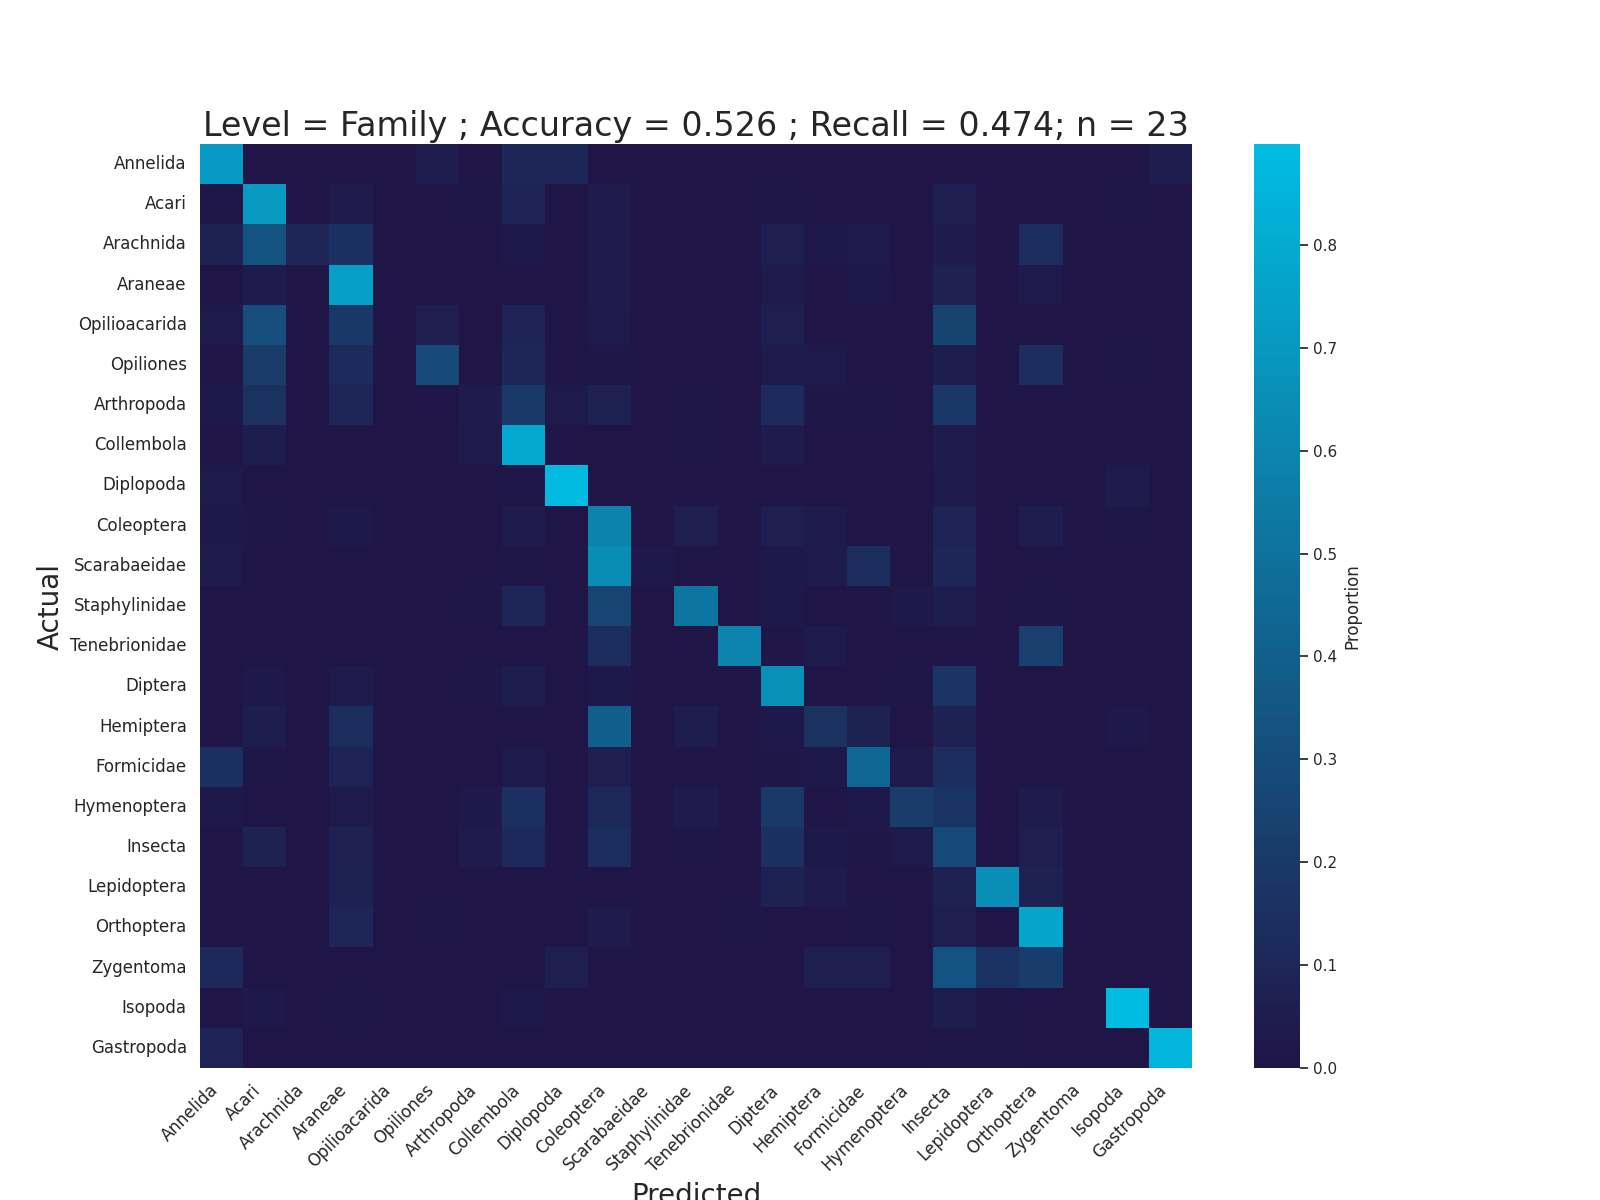 Level = Family ; Accuracy = 0.526 ; Recall = 0.474; n = 23
Annelida
Acari
Arachnida
Araneae
Opilioacarida
Opiliones
Arthropoda
Collembola
Diplopoda
Coleoptera
Scarabaeidae
Staphylinidae
Tenebrionidae
Diptera
Hemiptera
Formicidae
Hymenoptera
Insecta
Lepidoptera
Orthoptera
Zygentoma
Isopoda
Gastropoda
Actual
Annelida
Acari
Arachnida
Araneae
Opilioacarida
Opiliones
Arthropoda
Collembola
Diplopoda
Coleoptera
Scarabaeidae
Staphylinidae
Tenebrionidae
Diptera
Hemiptera
Formicidae
Hymenoptera
Insecta
Lepidoptera
Orthoptera
Zygentoma
Isopoda
Gastropoda
Predicted
0.8
0.7
0.6
0.5
0.4
0.3
0.2
0.1
0.0
Proportion